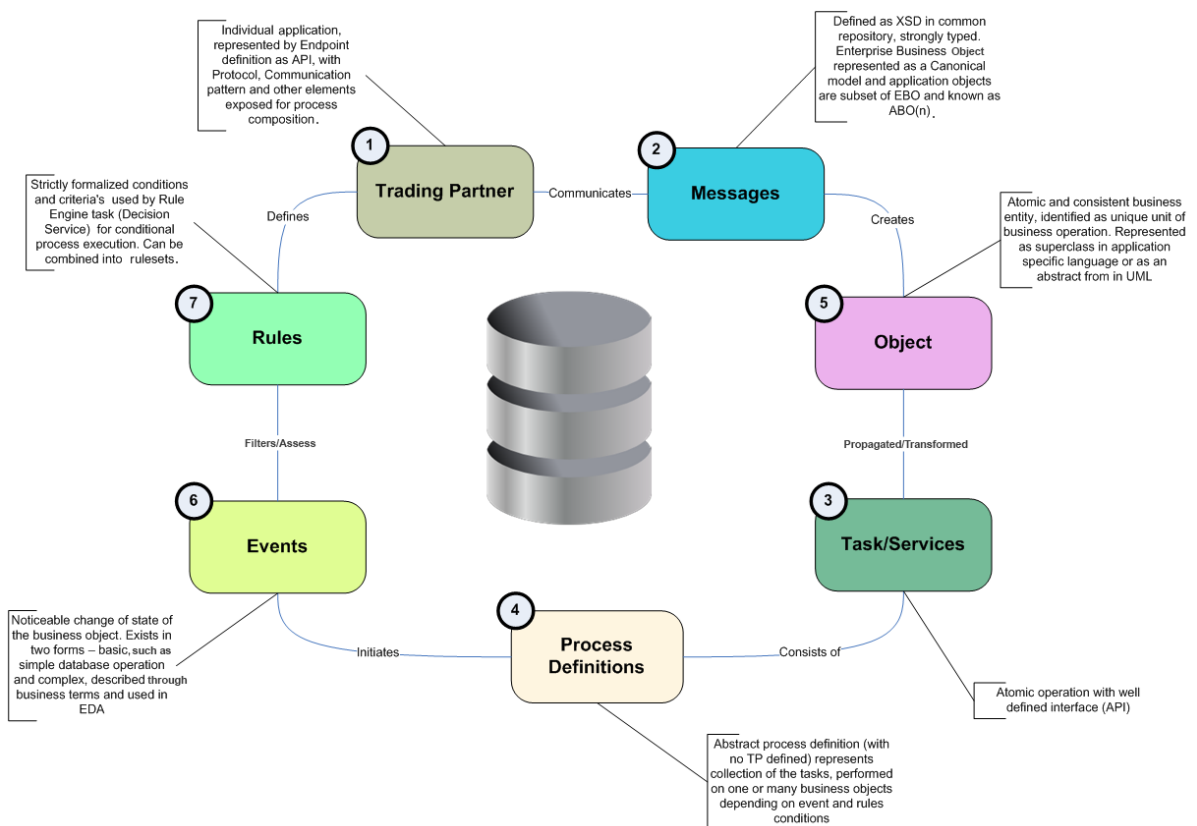 Individual application,
represented by Endpoint
definition as API, with
Protocol, Communication
pattern and other elements
exposed for process
composition.
Defined as XSD in common
repository, strongly typed.
Enterprise Business Object
represented as a Canonical
model and application objects
are subset of EBO and known as
ABO(n).
1
Trading Partner
Communicates
2
Messages
Strictly formalized conditions
and criteria's used by Rule
Engine task (Decision
Service) for conditional
process execution. Can be
combined into rulesets.
Defines
Creates
Atomic and consistent business
entity, identified as unique unit of
business operation. Represented
as superclass in application
specific language or as an
abstract from in UML
7
Rules
5
Object
Filters/Assess
Propagated/Transformed
6
Events
3
Task/Services
Noticeable change of state of
the business object. Exists in
two forms – basic, such as
simple database operation
and complex, described through
business terms and used in
EDA
Initiates
4
Process
Definitions
Consists of
Atomic operation with well
defined interface (API)
Abstract process definition (with
no TP defined) represents
collection of the tasks, performed
on one or many business objects
depending on event and rules
conditions